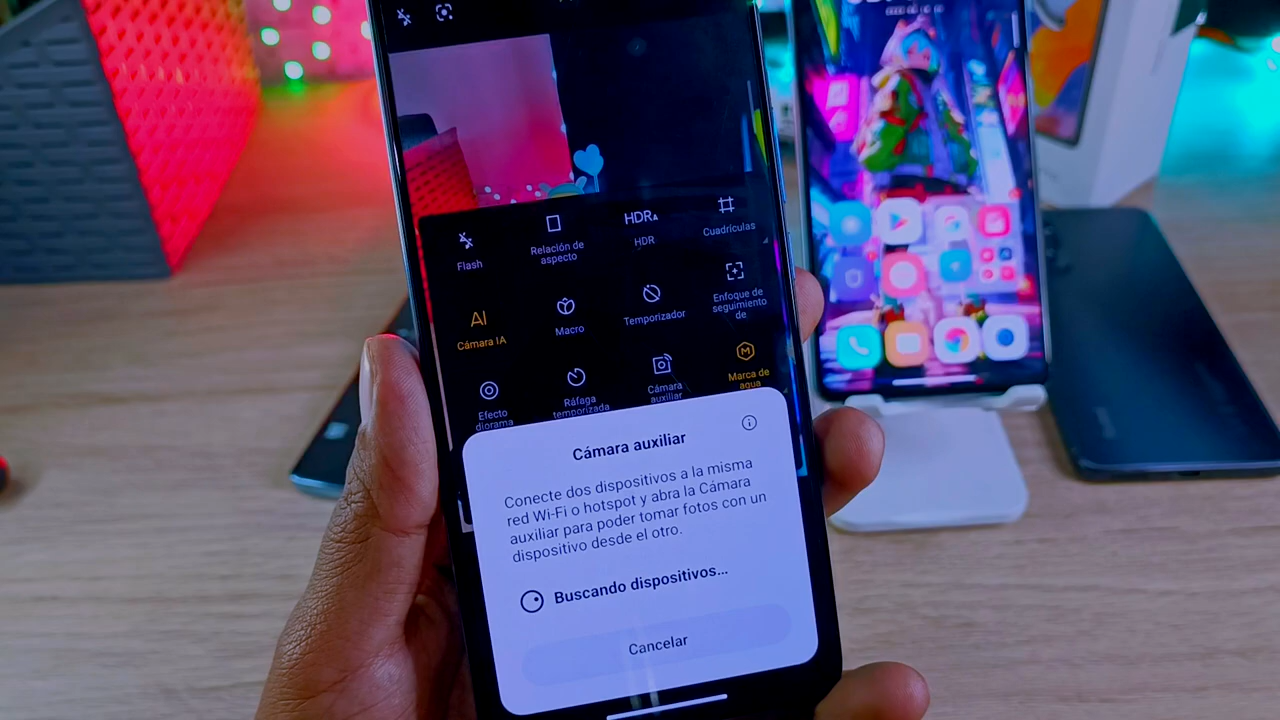 HDRA
Flash
Relación de
aspecto
HDR
Cuadrículas
AI
Cámara IA
Macro
Temporizador
Enfoque de
seguimiento
de
Efecto
diorama
Ráfaga
temporizada
Cámara
auxiliar
Marca de
agua
Cámara auxiliar
Conecte dos dispositivos a la misma
red Wi-Fi o hotspot y abra la Cámara
auxiliar para poder tomar fotos con un
dispositivo desde el otro.
Buscando dispositivos...
Cancelar